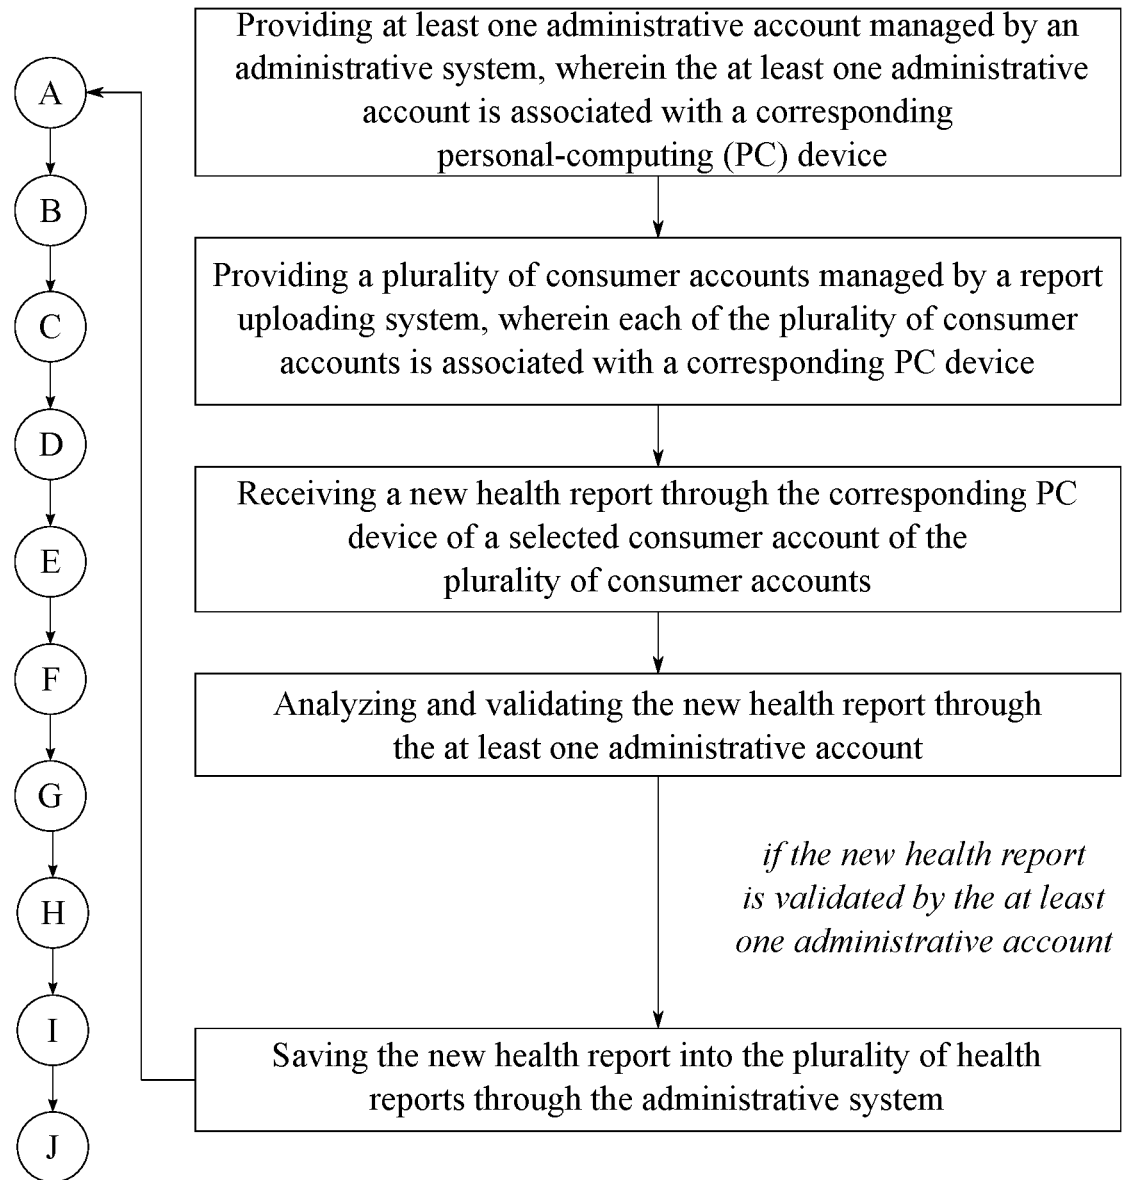 Providing at least one administrative account managed by an
administrative system, wherein the at least one administrative
account is associated with a corresponding
personal-computing (PC) device
Providing a plurality of consumer accounts managed by a report
uploading system, wherein each of the plurality of consumer
accounts is associated with a corresponding PC device
Receiving a new health report through the corresponding PC
device of a selected consumer account of the
plurality of consumer accounts
Analyzing and validating the new health report through
the at least one administrative account
if the new health report
is validated by the at least
one administrative account
Saving the new health report into the plurality of health
reports through the administrative system
A
B
C
D
E
F
G
H
I
J